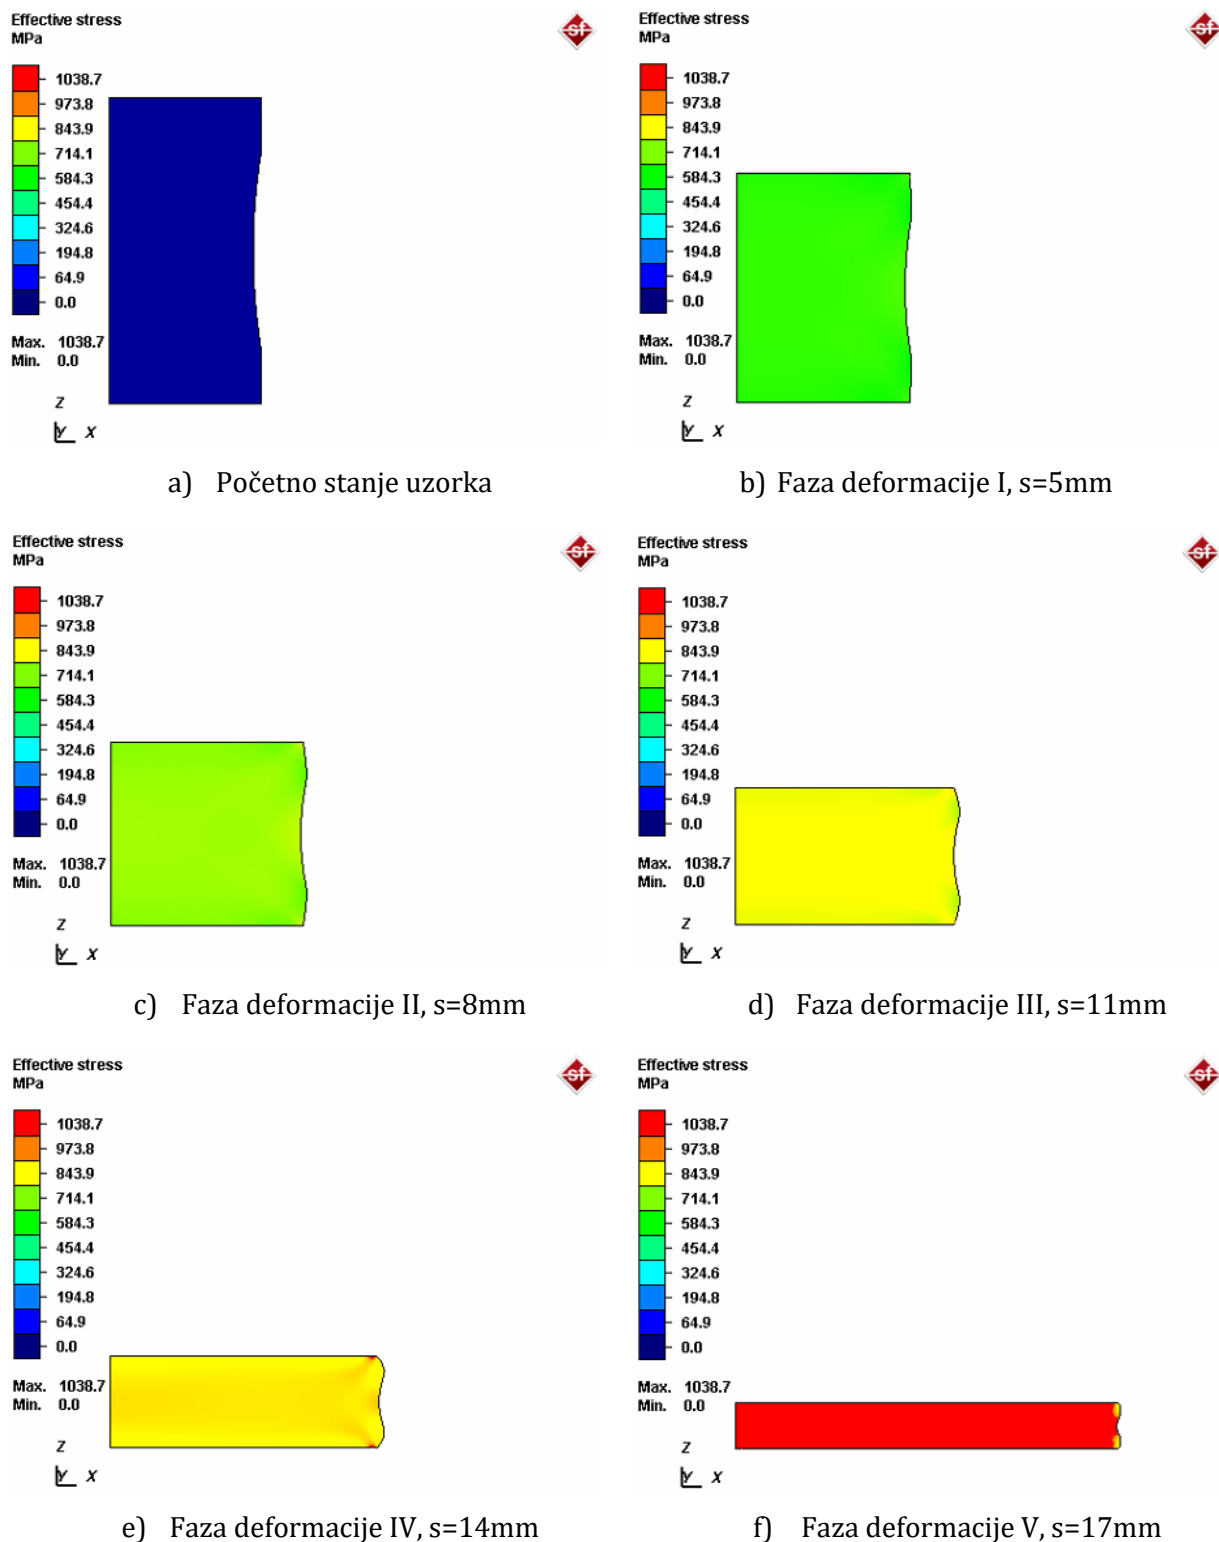 Effective stress
MPa
1038.7
973.8
843.9
714.1
584.3
454.4
324.6
194.8
64.9
0.0
Max. 1038.7
Min. 0.0
Z
Y X
sf
a) Početno stanje uzorka
Effective stress
MPa
1038.7
973.8
843.9
714.1
584.3
454.4
324.6
194.8
64.9
0.0
Max. 1038.7
Min. 0.0
Z
Y X
sf
b) Faza deformacije I, s=5mm
Effective stress
MPa
1038.7
973.8
843.9
714.1
584.3
454.4
324.6
194.8
64.9
0.0
Max. 1038.7
Min. 0.0
Z
Y X
sf
c) Faza deformacije II, s=8mm
Effective stress
MPa
1038.7
973.8
843.9
714.1
584.3
454.4
324.6
194.8
64.9
0.0
Max. 1038.7
Min. 0.0
Z
Y X
sf
d) Faza deformacije III, s=11mm
Effective stress
MPa
1038.7
973.8
843.9
714.1
584.3
454.4
324.6
194.8
64.9
0.0
Max. 1038.7
Min. 0.0
Z
Y X
sf
e) Faza deformacije IV, s=14mm
Effective stress
MPa
1038.7
973.8
843.9
714.1
584.3
454.4
324.6
194.8
64.9
0.0
Max. 1038.7
Min. 0.0
Z
Y X
sf
f) Faza deformacije V, s=17mm